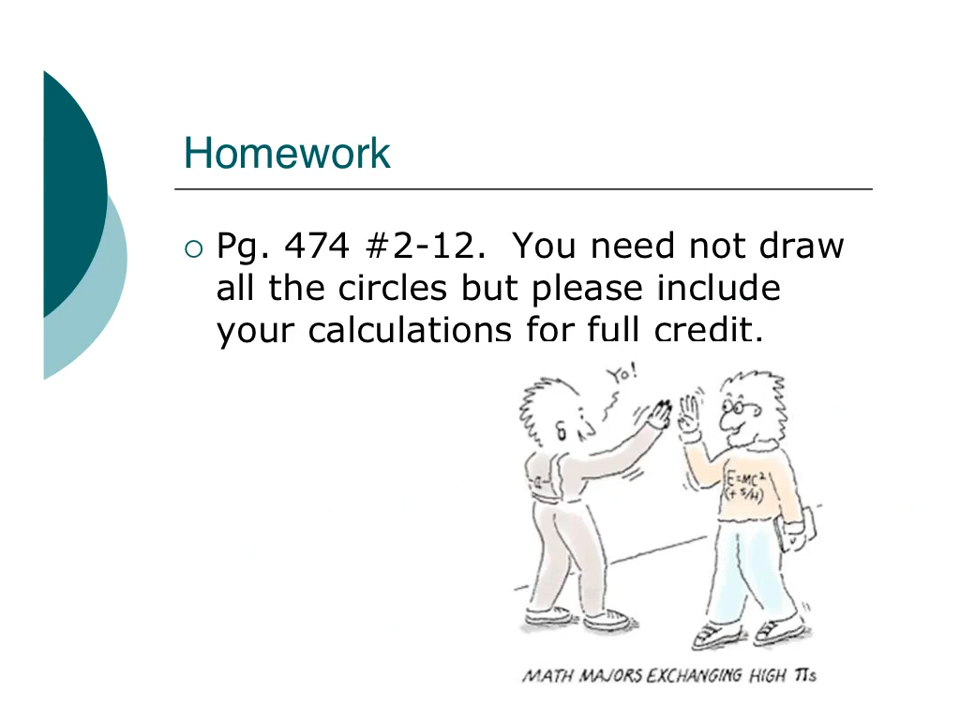 Homework
Pg. 474 #2-12. You need not draw
all the circles but please include
your calculations for full credit.
Yo!
E=MC²
(+ S/H)
MATH MAJORS EXCHANGING HIGH πs